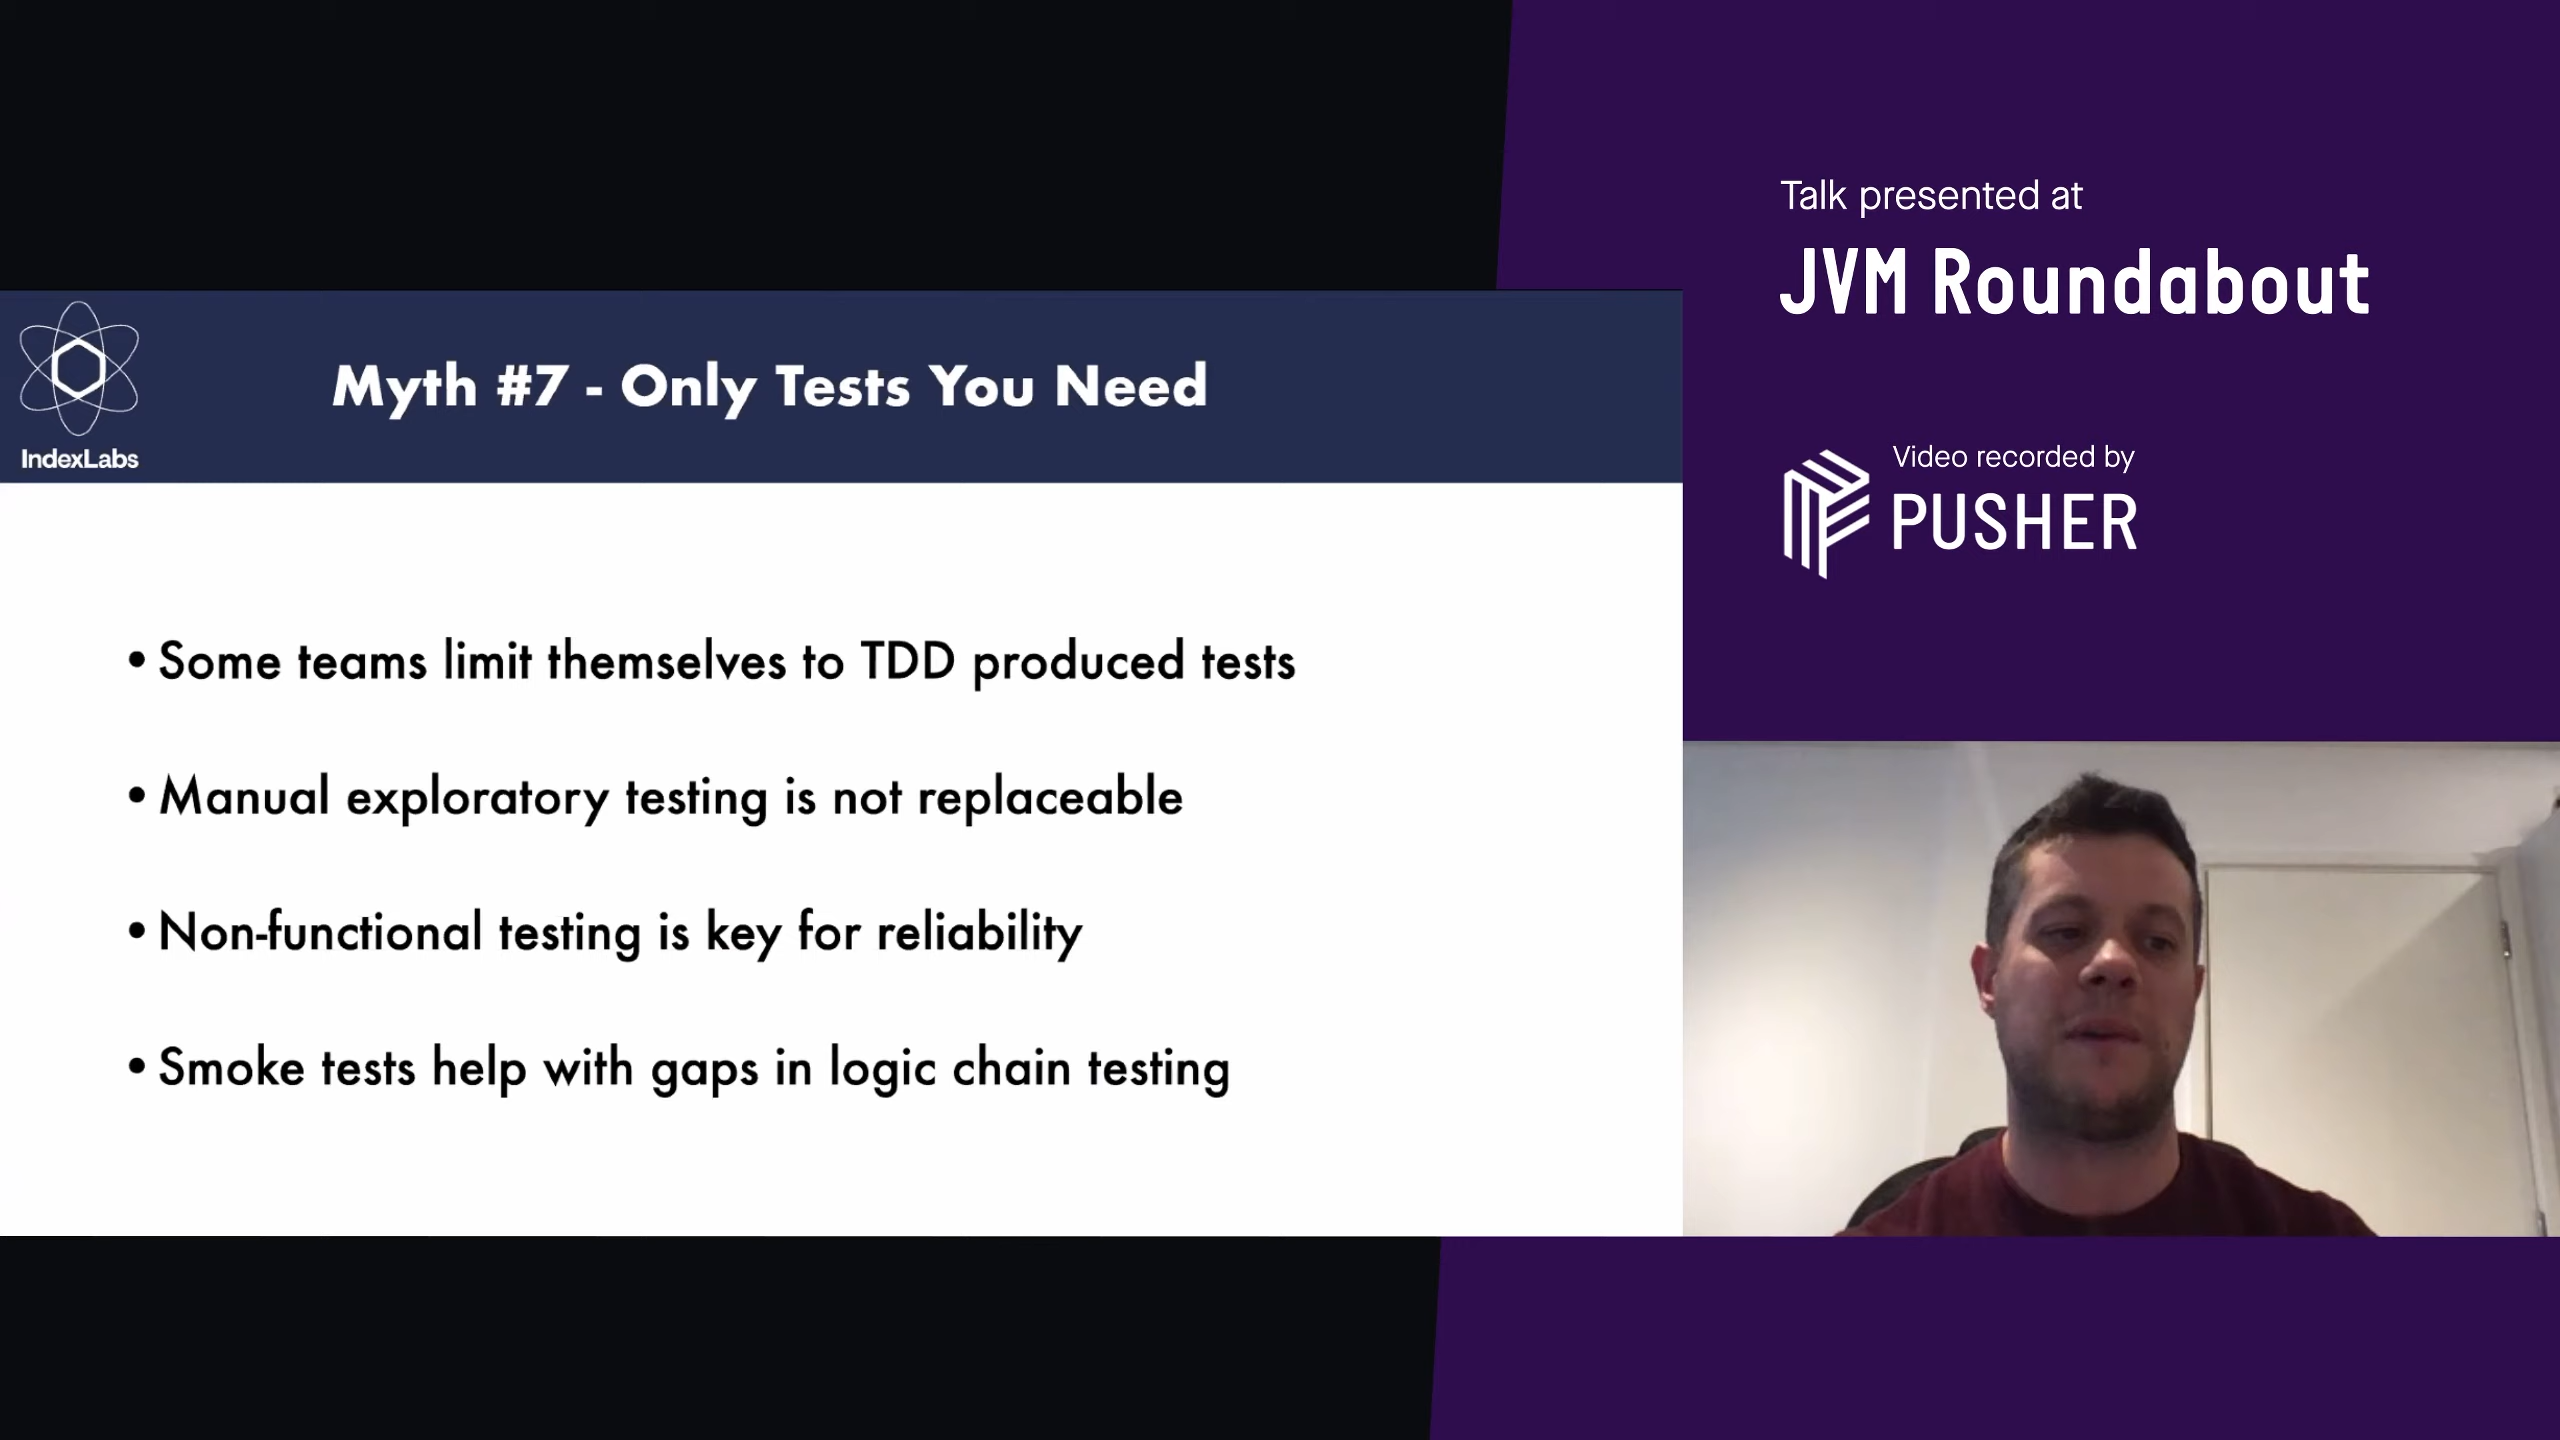 IndexLabs
Myth #7 - Only Tests You Need
• Some teams limit themselves to TDD produced tests
• Manual exploratory testing is not replaceable
• Non-functional testing is key for reliability
• Smoke tests help with gaps in logic chain testing
Talk presented at
JVM Roundabout
Video recorded by
PUSHER